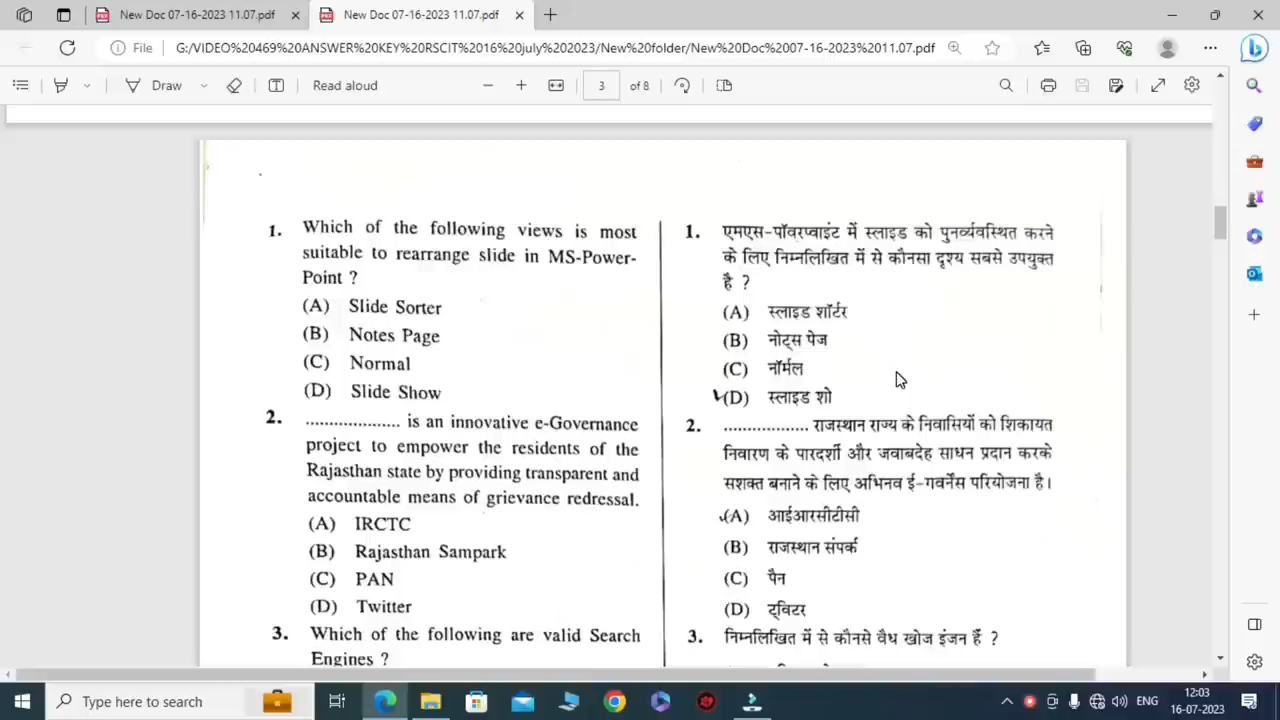 New Doc 07-16-2023 11.07.pdf
New Doc 07-16-2023 11.07.pdf
File
G:/VIDEO%20469%20ANSWER%20KEY%20RSCIT%2016%20july%202023/New%20folder/New%20Doc%2007-16-2023%2011.07.pdf
Draw
Read aloud
3
of 8
1. Which of the following views is most
suitable to rearrange slide in MS-Power-
Point ?
(A) Slide Sorter
(B) Notes Page
(C) Normal
(D) Slide Show
2. .................... is an innovative e-Governance
project to empower the residents of the
Rajasthan state by providing transparent and
accountable means of grievance redressal.
(A) IRCTC
(B) Rajasthan Sampark
(C) PAN
(D) Twitter
3. Which of the following are valid Search
Engines ?
1. एमएस-पॉवरप्वाइंट में स्लाइड को पुनर्व्यवस्थित करने
के लिए निम्नलिखित में से कौनसा दृश्य सबसे उपयुक्त
है ?
(A) स्लाइड शॉर्टर
(B) नोट्स पेज
(C) नॉर्मल
(D) स्लाइड शो
2. .................. राजस्थान राज्य के निवासियों को शिकायत
निवारण के पारदर्शी और जवाबदेह साधन प्रदान करके
सशक्त बनाने के लिए अभिनव ई-गवर्नेंस परियोजना है।
(A) आईआरसीटीसी
(B) राजस्थान संपर्क
(C) पैन
(D) ट्विटर
3. निम्नलिखित में से कौनसे वैध खोज इंजन हैं ?
Type here to search
ENG
12:03
16-07-2023